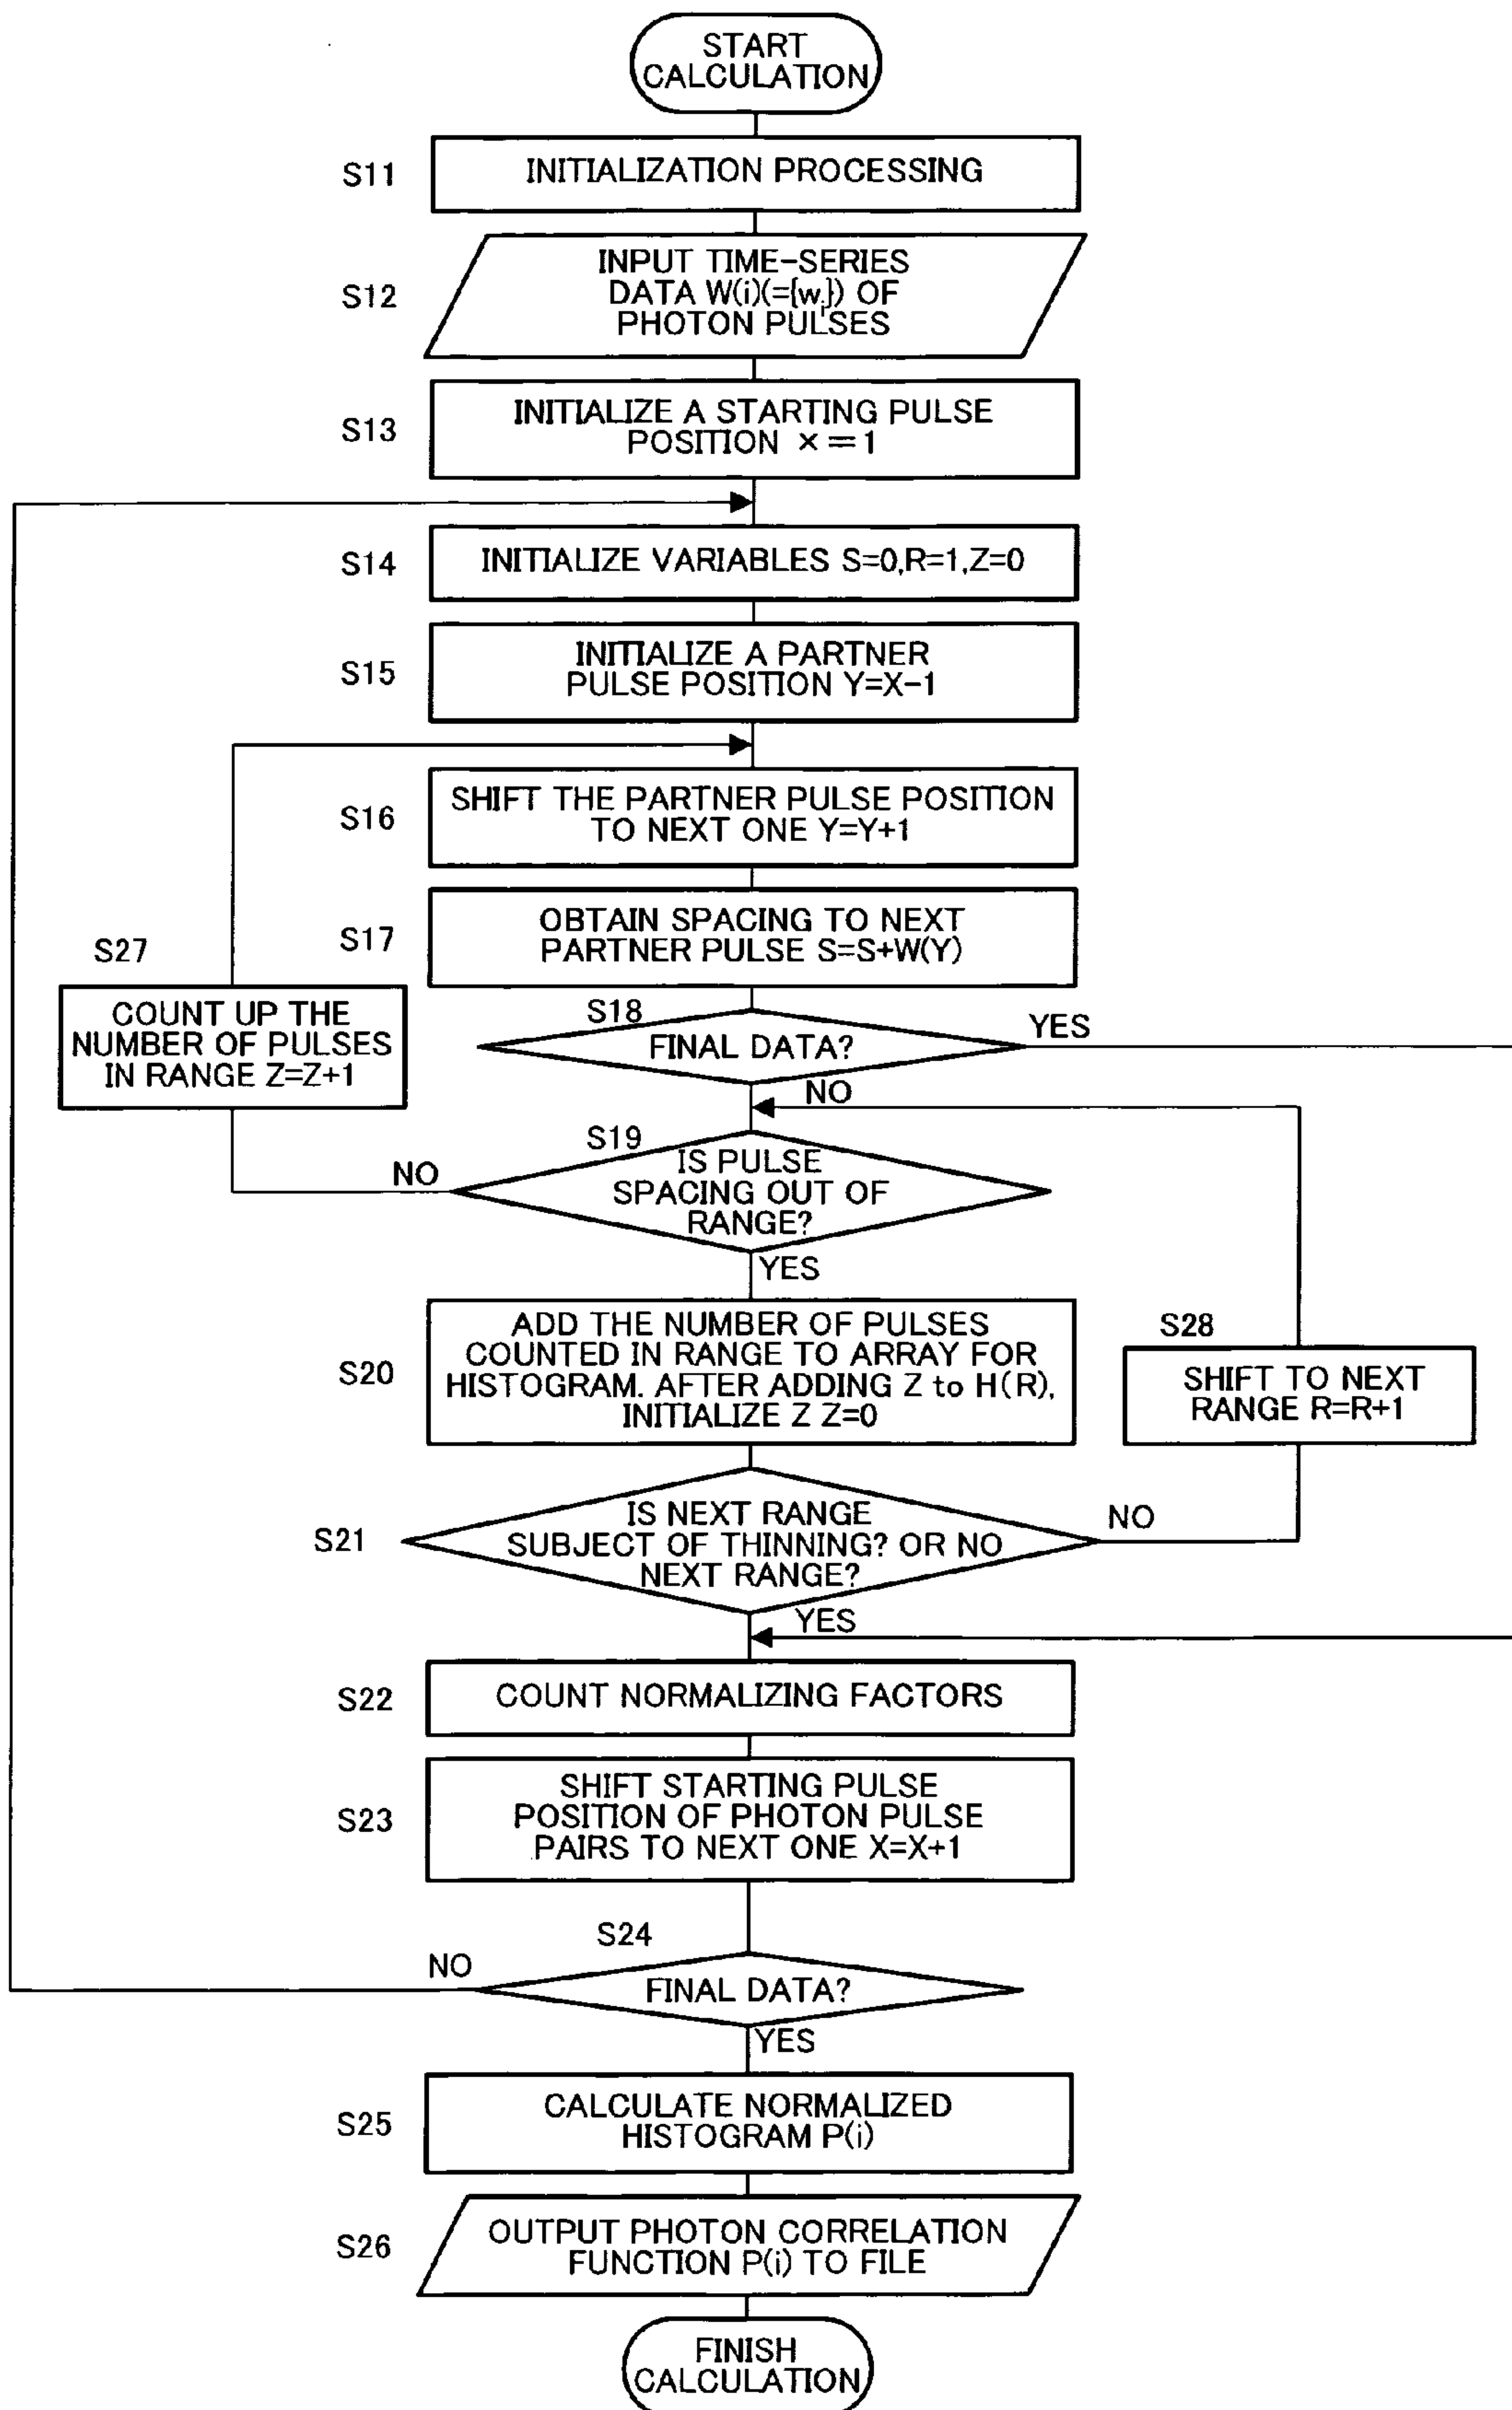 START
CALCULATION
S11
INITIALIZATION PROCESSING
S12
INPUT TIME-SERIES
DATA W(i)(={wᵢ}) OF
PHOTON PULSES
S13
INITIALIZE A STARTING PULSE
POSITION x=1
S14
INITIALIZE VARIABLES S=0,R=1,Z=0
S15
INITIALIZE A PARTNER
PULSE POSITION Y=X-1
S16
SHIFT THE PARTNER PULSE POSITION
TO NEXT ONE Y=Y+1
S17
OBTAIN SPACING TO NEXT
PARTNER PULSE S=S+W(Y)
S27
COUNT UP THE
NUMBER OF PULSES
IN RANGE Z=Z+1
S18
FINAL DATA?
YES
NO
S19
IS PULSE
SPACING OUT OF
RANGE?
NO
YES
S20
ADD THE NUMBER OF PULSES
COUNTED IN RANGE TO ARRAY FOR
HISTOGRAM. AFTER ADDING Z to H(R),
INITIALIZE Z Z=0
S28
SHIFT TO NEXT
RANGE R=R+1
S21
IS NEXT RANGE
SUBJECT OF THINNING? OR NO
NEXT RANGE?
NO
YES
S22
COUNT NORMALIZING FACTORS
S23
SHIFT STARTING PULSE
POSITION OF PHOTON PULSE
PAIRS TO NEXT ONE X=X+1
S24
NO
FINAL DATA?
YES
S25
CALCULATE NORMALIZED
HISTOGRAM P(i)
S26
OUTPUT PHOTON CORRELATION
FUNCTION P(i) TO FILE
FINISH
CALCULATION